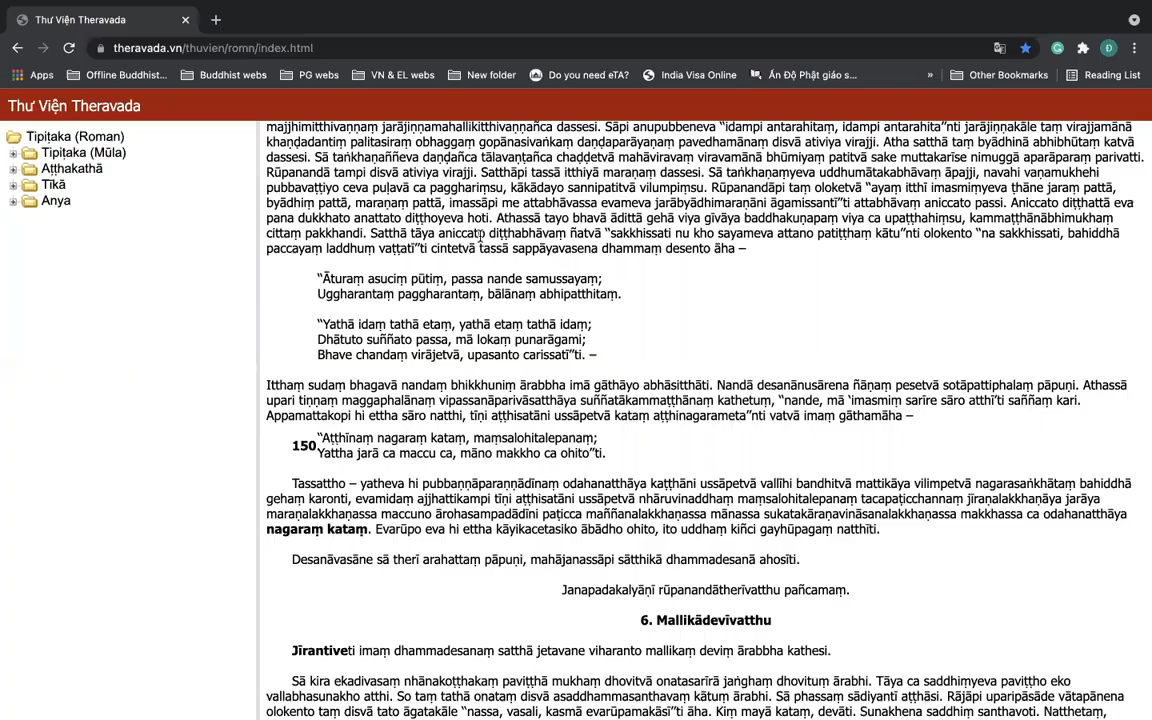 Thư Viện Theravada
theravada.vn/thuvien/romn/index.html
Apps Offline Buddhist... Buddhist webs PG webs VN & EL webs New folder Do you need eTA? India Visa Online Ấn Độ Phật giáo s... » Other Bookmarks Reading List
Thư Viện Theravada
Tipiṭaka (Roman)
Tipiṭaka (Mūla)
Aṭṭhakathā
Tīkā
Anya
majjhimitthivaṇṇaṃ jarājiṇṇamahallikitthivaṇṇañca dassesi. Sāpi anupubbeneva “idampi antarahitaṃ, idampi antarahita”nti jarājiṇṇakāle taṃ virajjamānā
khaṇḍadantiṃ palitasiraṃ obhaggaṃ gopānasivaṅkaṃ daṇḍaparāyaṇaṃ pavedhamānaṃ disvā ativiya virajji. Atha satthā taṃ byādhinā abhibhūtaṃ katvā
dassesi. Sā taṅkhaṇaññeva daṇḍañca tālavaṇṭañca chaḍḍetvā mahāviravaṃ viravamānā bhūmiyaṃ patitvā sake muttakarīse nimuggā aparāparaṃ parivatti.
Rūpanandā tampi disvā ativiya virajji. Satthāpi tassā itthiyā maraṇaṃ dassesi. Sā taṅkhaṇaṃyeva uddhumātakabhāvaṃ āpajji, navahi vaṇamukhehi
pubbavaṭṭiyo ceva puḷavā ca pagghariṃsu, kākādayo sannipatitvā vilumpiṃsu. Rūpanandāpi taṃ oloketvā “ayaṃ itthī imasmiṃyeva ṭhāne jaraṃ pattā,
byādhiṃ pattā, maraṇaṃ pattā, imassāpi me attabhāvassa evameva jarābyādhimaraṇāni āgamissantī”ti attabhāvaṃ aniccato passi. Aniccato diṭṭhattā eva
pana dukkhato anattato diṭṭhoyeva hoti. Athassā tayo bhavā ādittā gehā viya gīvāya baddhakuṇapaṃ viya ca upaṭṭhahiṃsu, kammaṭṭhānābhimukhaṃ
cittaṃ pakkhandi. Satthā tāya aniccato diṭṭhabhāvaṃ ñatvā “sakkhissati nu kho sayameva attano patiṭṭhaṃ kātu”nti olokento “na sakkhissati, bahiddhā
paccayaṃ laddhuṃ vaṭṭatī”ti cintetvā tassā sappāyavasena dhammaṃ desento āha –
“Āturaṃ asuciṃ pūtiṃ, passa nande samussayaṃ;
Uggharantaṃ paggharantaṃ, bālānaṃ abhipatthitaṃ.
“Yathā idaṃ tathā etaṃ, yathā etaṃ tathā idaṃ;
Dhātuto suññato passa, mā lokaṃ punarāgami;
Bhave chandaṃ virājetvā, upasanto carissatī”ti. –
Itthaṃ sudaṃ bhagavā nandaṃ bhikkhuniṃ ārabbha imā gāthāyo abhāsitthāti. Nandā desanānusārena ñāṇaṃ pesetvā sotāpattiphalaṃ pāpuṇi. Athassā
upari tiṇṇaṃ maggaphalānaṃ vipassanāparivāsatthāya suññatākammaṭṭhānaṃ kathetuṃ, “nande, mā ‘imasmiṃ sarīre sāro atthī’ti saññaṃ kari.
Appamattakopi hi ettha sāro natthi, tīṇi aṭṭhisatāni ussāpetvā kataṃ aṭṭhinagarameta”nti vatvā imaṃ gāthamāha –
150. “Aṭṭhīnaṃ nagaraṃ kataṃ, maṃsalohitalepanaṃ;
Yattha jarā ca maccu ca, māno makkho ca ohito”ti.
Tassattho – yatheva hi pubbaṇṇāparaṇṇādīnaṃ odahanatthāya kaṭṭhāni ussāpetvā vallīhi bandhitvā mattikāya vilimpetvā nagarasaṅkhātaṃ bahiddhā
gehaṃ karonti, evamidaṃ ajjhattikampi tīṇi aṭṭhisatāni ussāpetvā nhāruvinaddhaṃ maṃsalohitalepanaṃ tacapaṭicchannaṃ jīraṇalakkhaṇāya jarāya
maraṇalakkhaṇassa maccuno ārohasampadādīni paṭicca maññanalakkhaṇassa mānassa sukatakāraṇavināsanalakkhaṇassa makkhassa ca odahanatthāya
nagaraṃ kataṃ. Evarūpo eva hi ettha kāyikacetasiko ābādho ohito, ito uddhaṃ kiñci gayhūpagaṃ natthīti.
Desanāvasāne sā therī arahattaṃ pāpuṇi, mahājanassāpi sātthikā dhammadesanā ahosīti.
Janapadakalyāṇī rūpanandātherīvatthu pañcamaṃ.
6. Mallikādevīvatthu
Jīrantiveti imaṃ dhammadesanaṃ satthā jetavane viharanto mallikaṃ deviṃ ārabbha kathesi.
Sā kira ekadivasaṃ nhānakoṭṭhakaṃ paviṭṭhā mukhaṃ dhovitvā onatasarīrā jaṅghaṃ dhovituṃ ārabhi. Tāya ca saddhiṃyeva paviṭṭho eko
vallabhasunakho atthi. So taṃ tathā onataṃ disvā asaddhammasanthavaṃ kātuṃ ārabhi. Sā phassaṃ sādiyantī aṭṭhāsi. Rājāpi uparipāsāde vātapānena
olokento taṃ disvā tato āgatakāle “nassa, vasali, kasmā evarūpamakāsī”ti āha. Kiṃ mayā kataṃ, devāti. Sunakhena saddhiṃ santhavoti. Natthetaṃ,